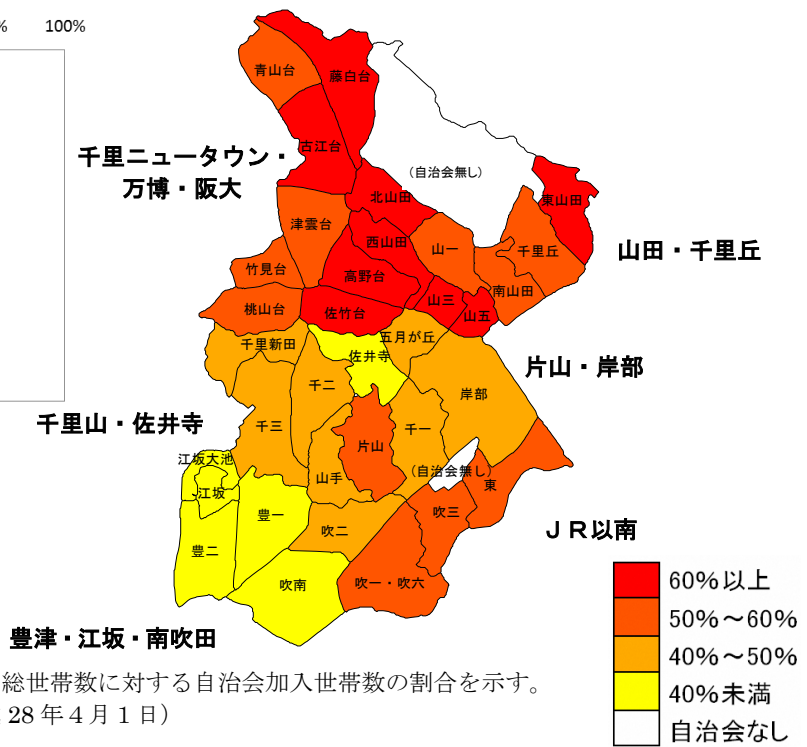 %
100%
青山台
藤白台
古江台
千里ニュータウン・
万博・阪大
(自治会無し)
北山田
東山田
津雲台
西山田
山一
千里丘
山田・千里丘
竹見台
高野台
南山田
桃山台
佐竹台
山三
山五
千里新田
佐井寺
五月が丘
片山・岸部
千二
岸部
千里山・佐井寺
千三
片山
千一
江坂大池
(自治会無し)
江坂
山手
東
豊一
吹二
吹三
JR以南
豊二
吹南
吹一・吹六
豊津・江坂・南吹田
60%以上
50%～60%
40%～50%
40%未満
自治会なし
総世帯数に対する自治会加入世帯数の割合を示す。
28年4月1日）